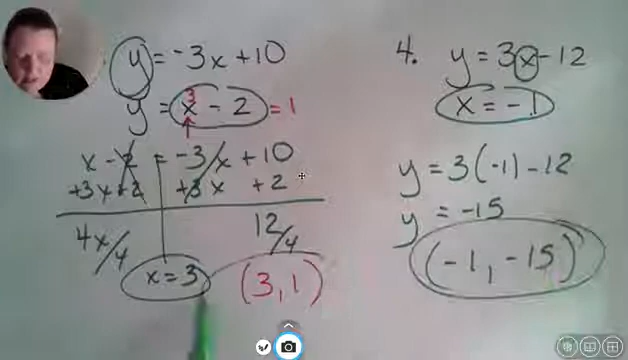 y = -3x + 10
y = x - 2 = 1
3
x - 2 = -3x + 10
+3x + 2 +3x + 2
4x/4 12/4
x = 3 (3, 1)
4. y = 3x - 12
x = -1
y = 3(-1) - 12
y = -15
(-1, -15)